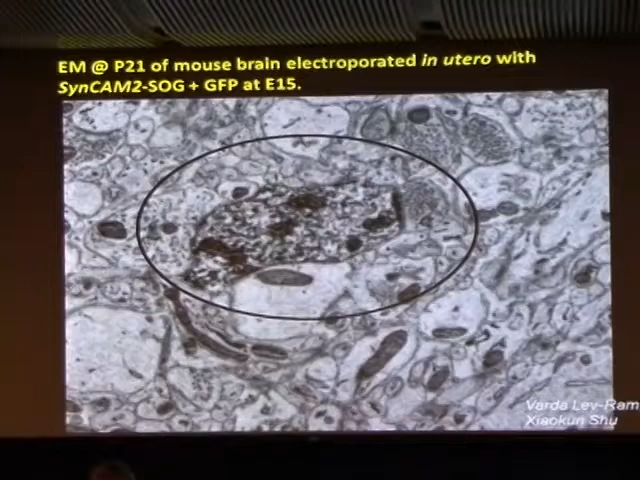 EM @ P21 of mouse brain electroporated in utero with
SynCAM2-SOG + GFP at E15.
Varda Lev-Ram
Xiaokun Shu